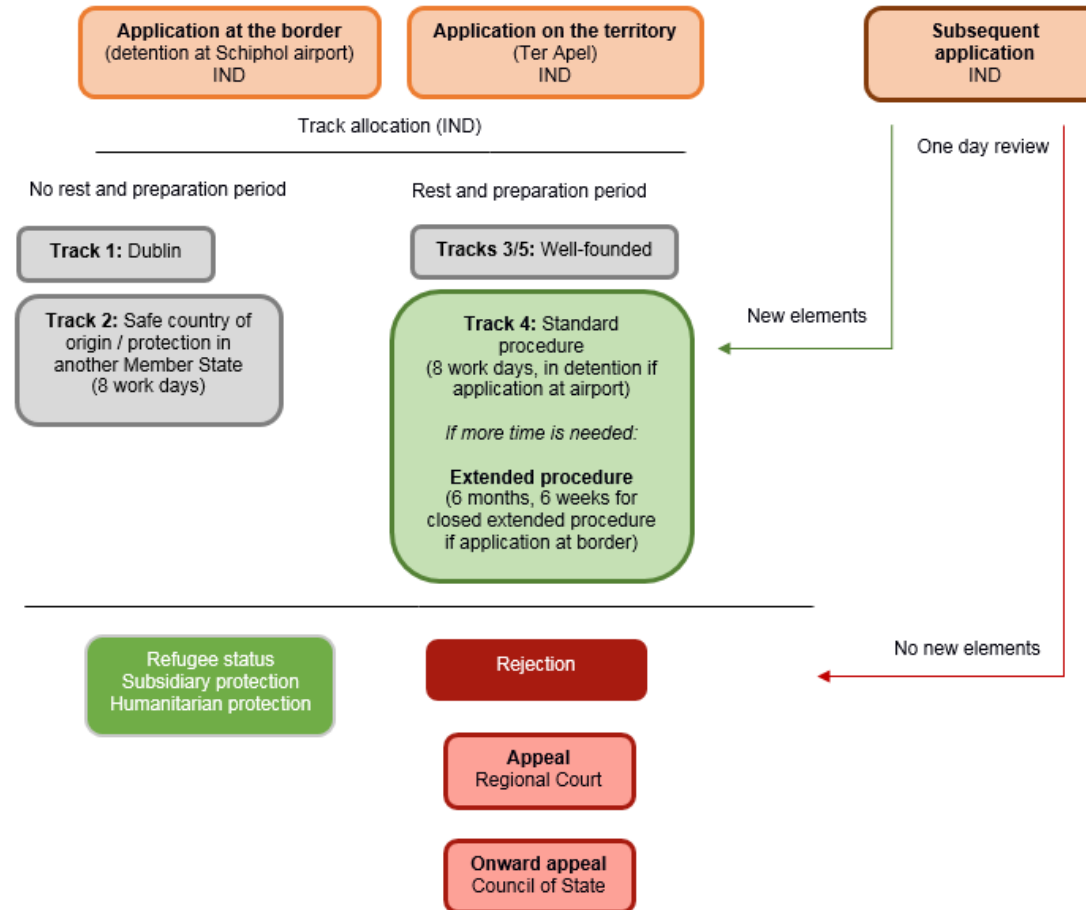 Application at the border
(detention at Schiphol airport)
IND
Application on the territory
(Ter Apel)
IND
Subsequent
application
IND
Track allocation (IND)
One day review
No rest and preparation period
Rest and preparation period
Track 1: Dublin
Tracks 3/5: Well-founded
Track 2: Safe country of
origin / protection in
another Member State
(8 work days)
Track 4: Standard
procedure
(8 work days, in detention if
application at airport)
If more time is needed:
Extended procedure
(6 months, 6 weeks for
closed extended procedure
if application at border)
New elements
Refugee status
Subsidiary protection
Humanitarian protection
Rejection
No new elements
Appeal
Regional Court
Onward appeal
Council of State